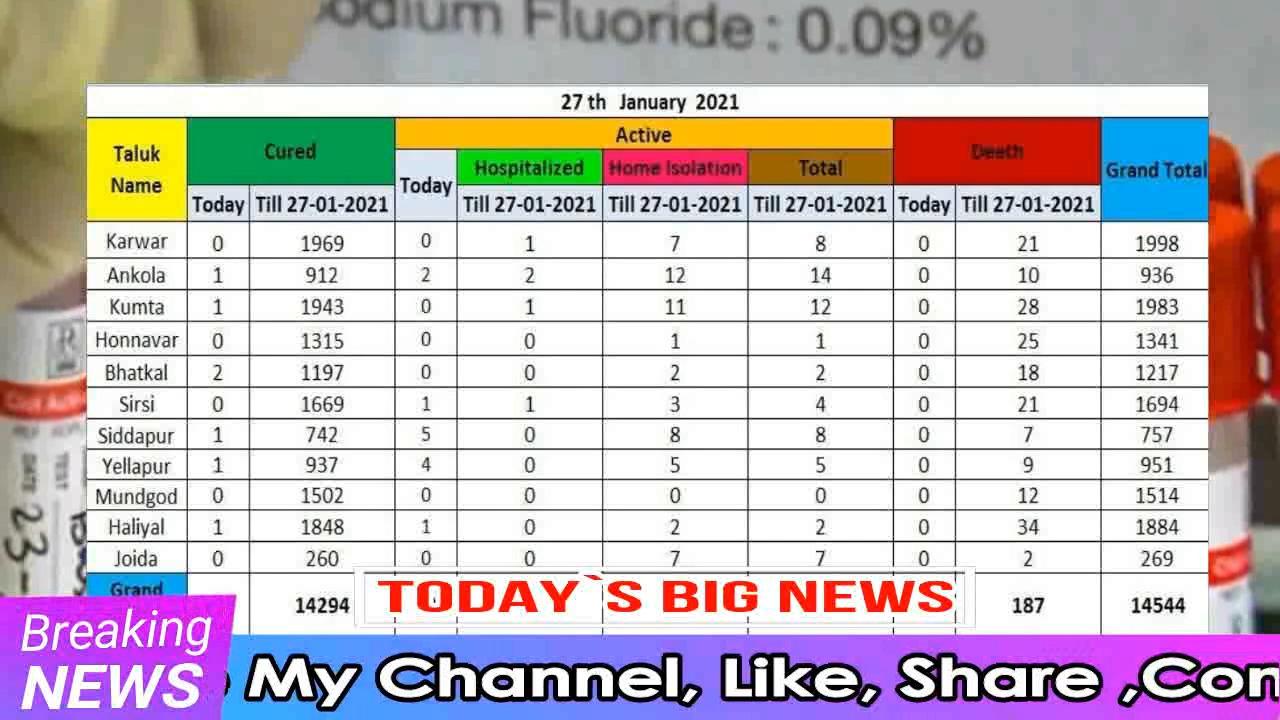 odium Fluoride : 0.09%
27 th January 2021
Taluk Name Cured Active Death Grand Total
Today Hospitalized Home Isolation Total
Today Till 27-01-2021 Till 27-01-2021 Till 27-01-2021 Till 27-01-2021 Today Till 27-01-2021
Karwar 0 1969 0 1 7 8 0 21 1998
Ankola 1 912 2 2 12 14 0 10 936
Kumta 1 1943 0 1 11 12 0 28 1983
Honnavar 0 1315 0 0 1 1 0 25 1341
Bhatkal 2 1197 0 0 2 2 0 18 1217
Sirsi 0 1669 1 1 3 4 0 21 1694
Siddapur 1 742 5 0 8 8 0 7 757
Yellapur 1 937 4 0 5 5 0 9 951
Mundgod 0 1502 0 0 0 0 0 12 1514
Haliyal 1 1848 1 0 2 2 0 34 1884
Joida 0 260 0 0 7 7 0 2 269
Grand 14294 187 14544
TODAY`S BIG NEWS
Breaking
NEWS
My Channel, Like, Share ,Con
TEST
DATE 23-